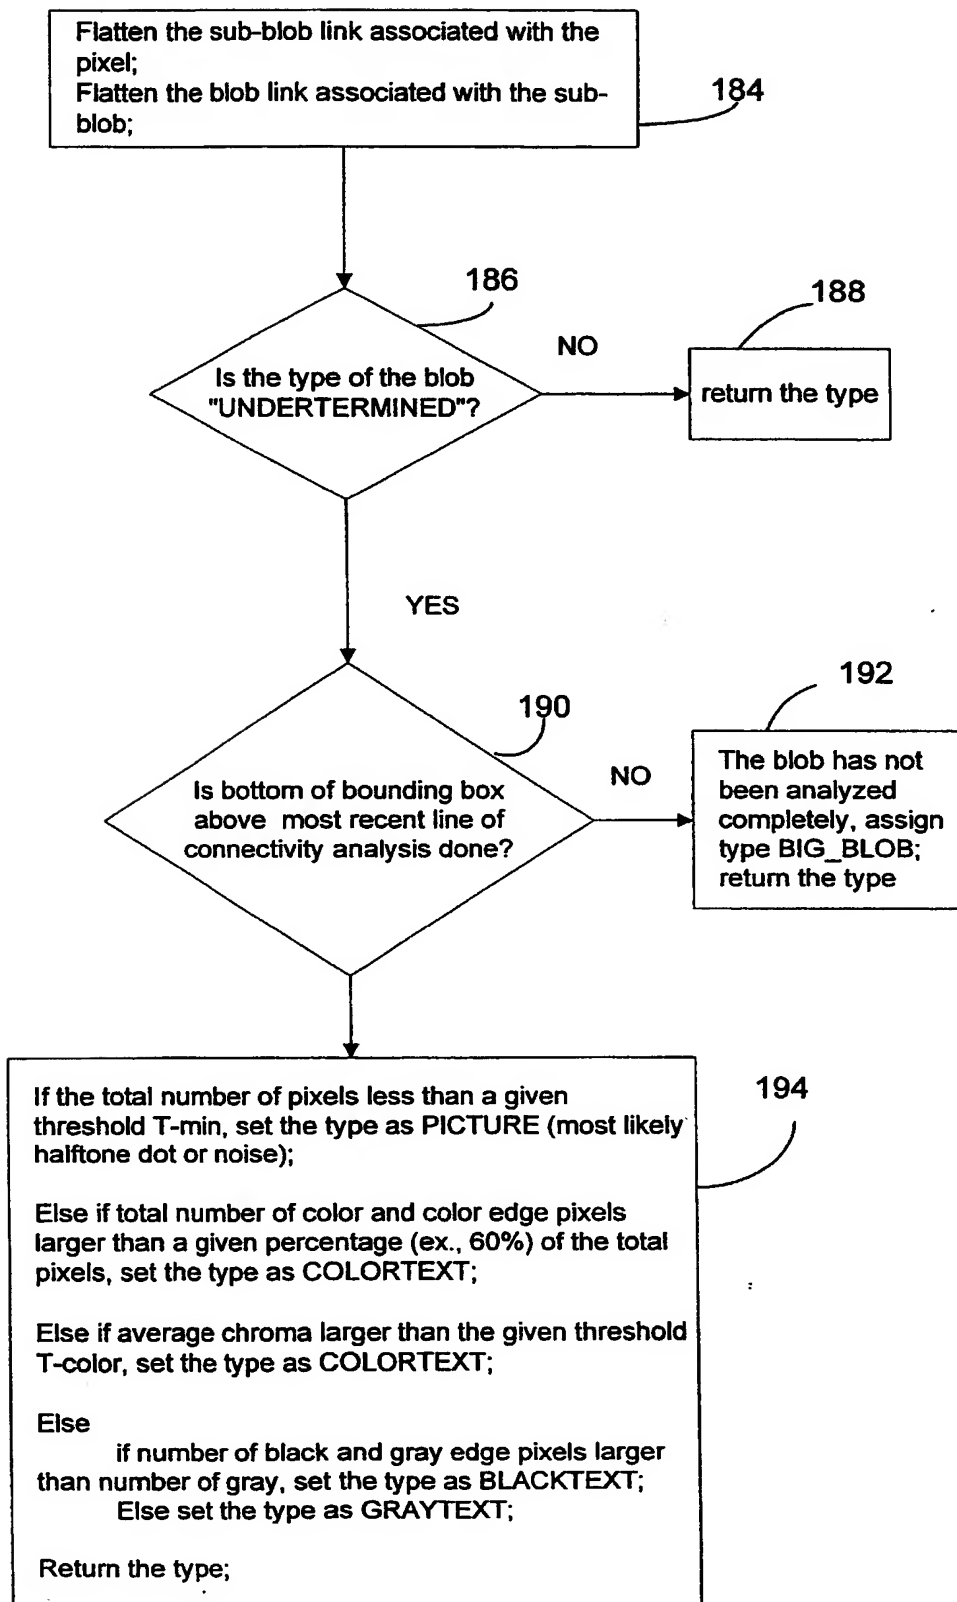 Flatten the sub-blob link associated with the
pixel;
Flatten the blob link associated with the sub-
blob;
184
186
Is the type of the blob
"UNDERTERMINED"?
NO
188
return the type
YES
190
Is bottom of bounding box
above most recent line of
connectivity analysis done?
NO
192
The blob has not
been analyzed
completely, assign
type BIG_BLOB;
return the type
194
If the total number of pixels less than a given
threshold T-min, set the type as PICTURE (most likely
halftone dot or noise);
Else if total number of color and color edge pixels
larger than a given percentage (ex., 60%) of the total
pixels, set the type as COLORTEXT;
Else if average chroma larger than the given threshold
T-color, set the type as COLORTEXT;
Else
if number of black and gray edge pixels larger
than number of gray, set the type as BLACKTEXT;
Else set the type as GRAYTEXT;
Return the type;